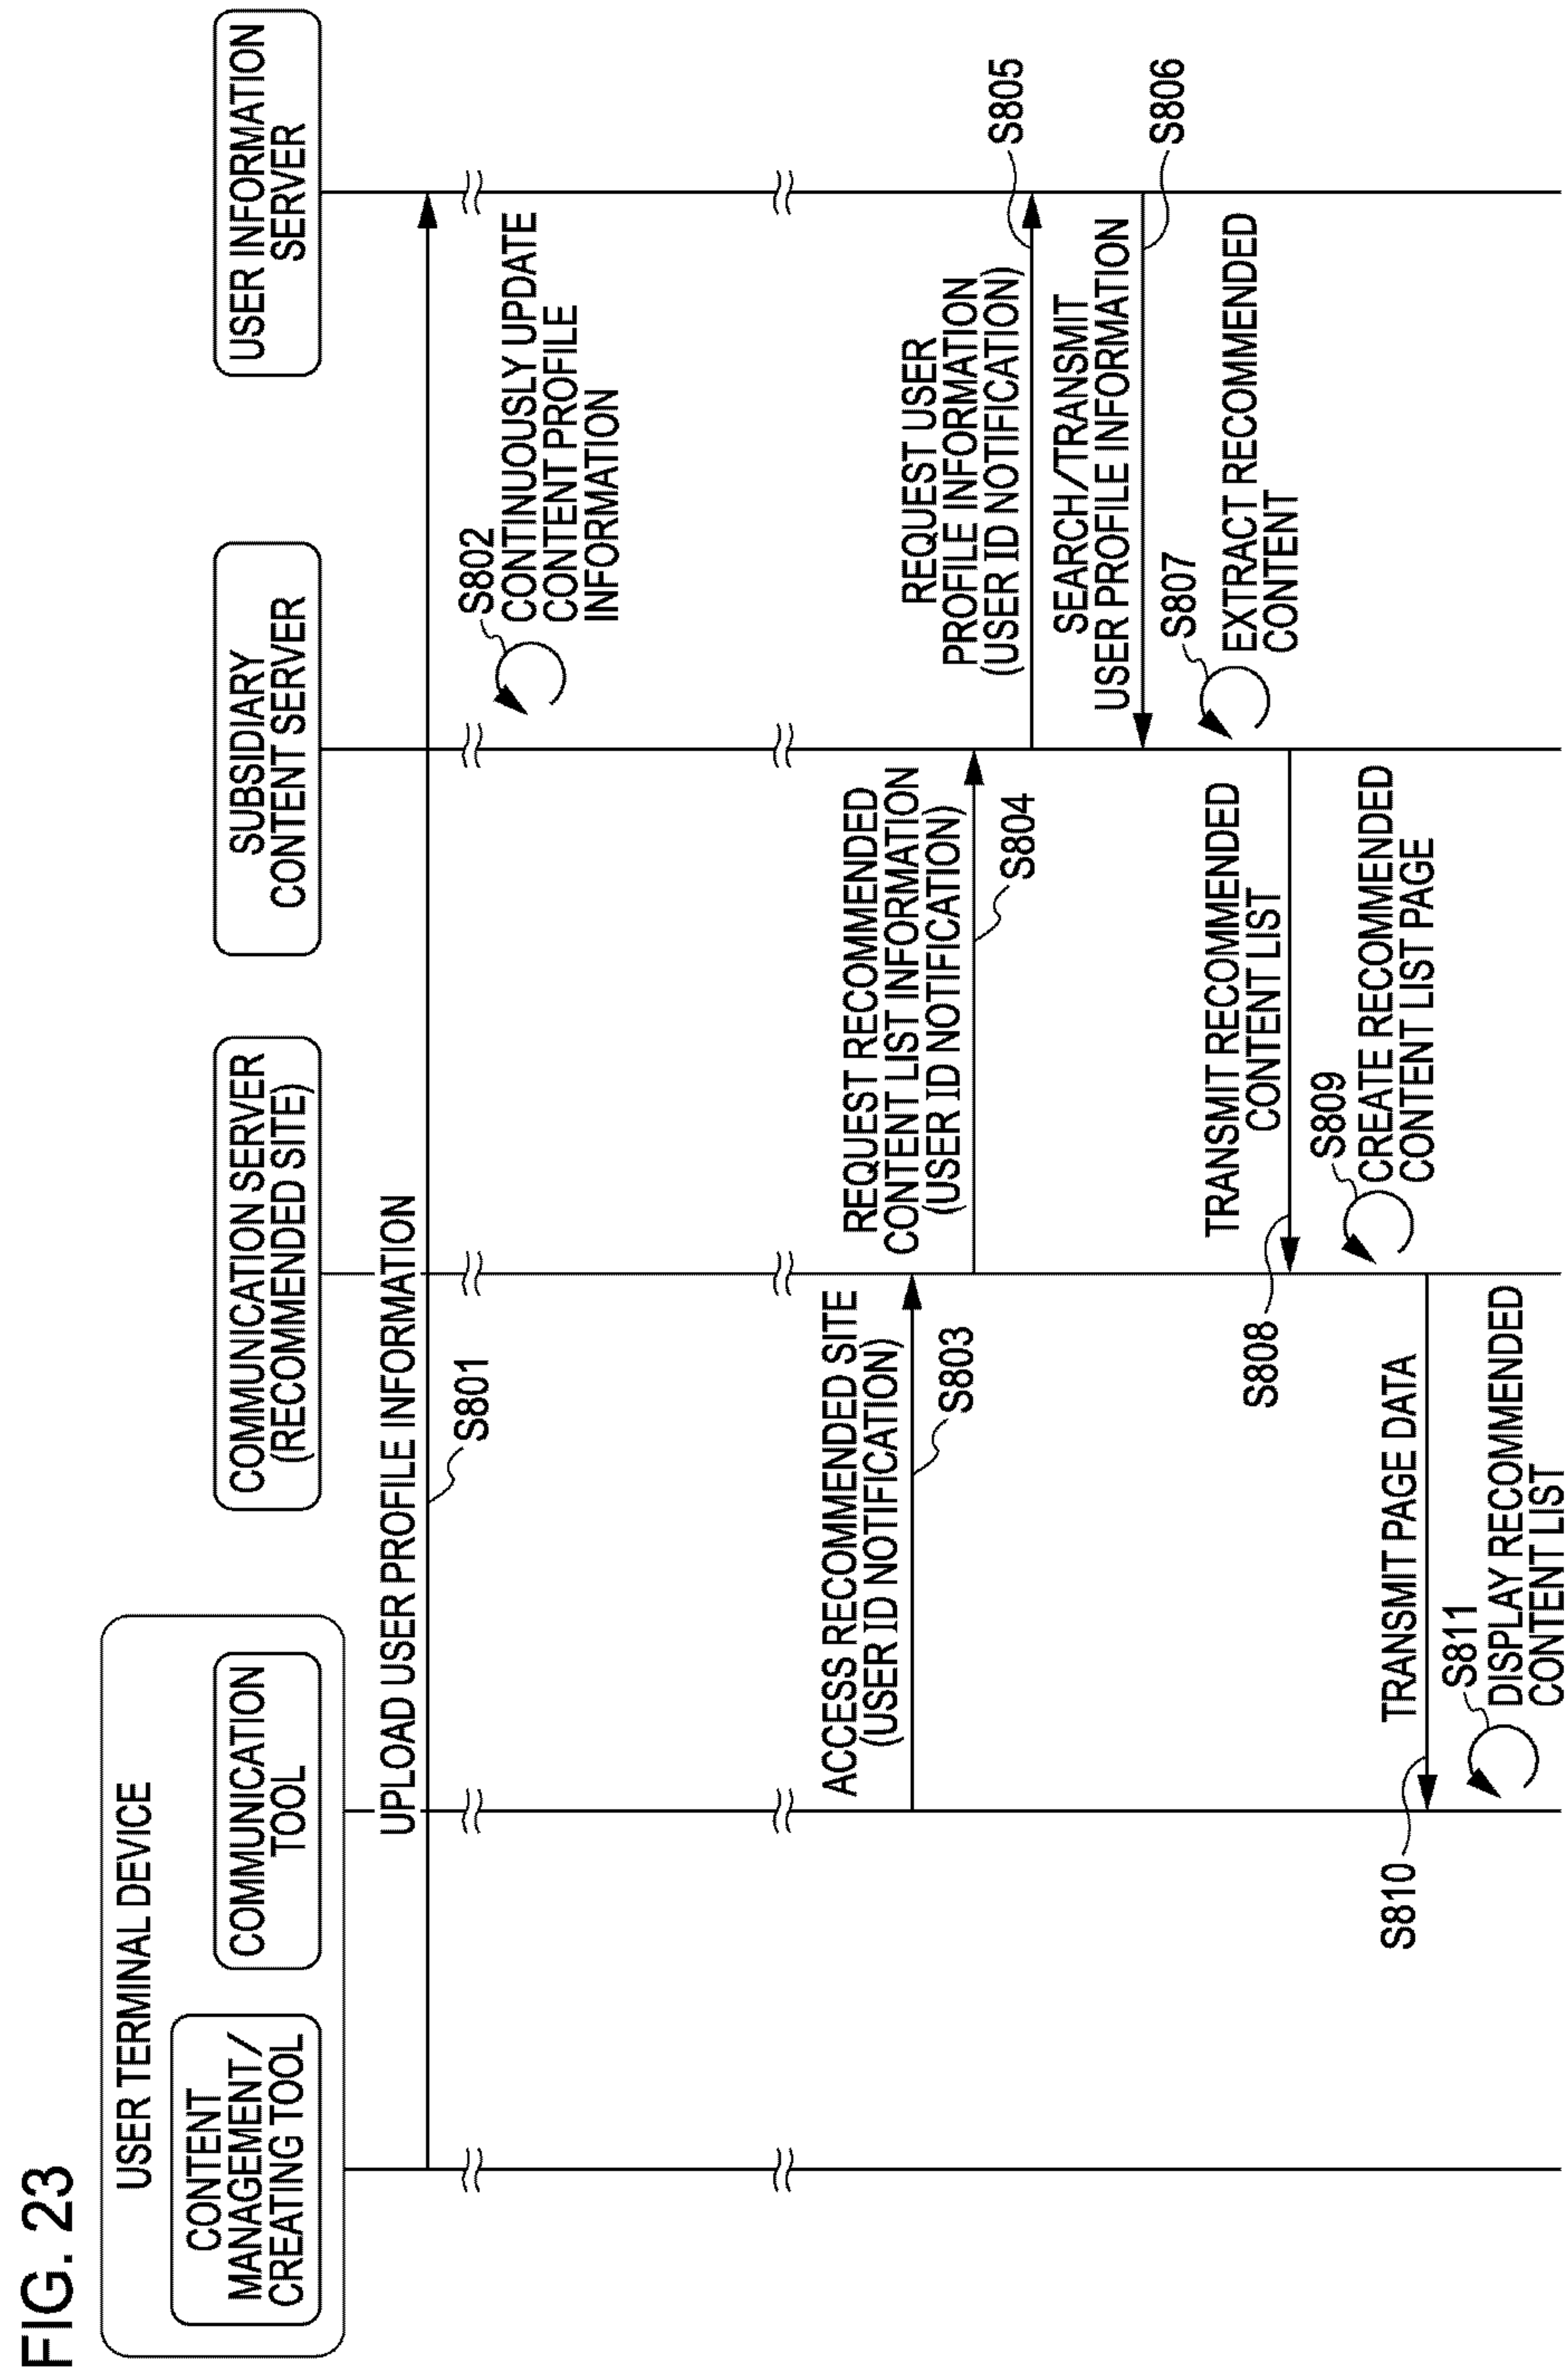 FIG. 23
USER TERMINAL DEVICE
CONTENT
MANAGEMENT/
CREATING TOOL
COMMUNICATION
TOOL
COMMUNICATION SERVER
(RECOMMENDED SITE)
SUBSIDIARY
CONTENT SERVER
USER INFORMATION
SERVER
UPLOAD USER PROFILE INFORMATION
S801
S802
CONTINUOUSLY UPDATE
CONTENT PROFILE
INFORMATION
ACCESS RECOMMENDED SITE
(USER ID NOTIFICATION)
S803
REQUEST RECOMMENDED
CONTENT LIST INFORMATION
(USER ID NOTIFICATION)
S804
REQUEST USER
PROFILE INFORMATION
(USER ID NOTIFICATION)
S805
SEARCH/TRANSMIT
USER PROFILE INFORMATION
S806
S807
EXTRACT RECOMMENDED
CONTENT
TRANSMIT RECOMMENDED
CONTENT LIST
S808
S809
CREATE RECOMMENDED
CONTENT LIST PAGE
TRANSMIT PAGE DATA
S810
S811
DISPLAY RECOMMENDED
CONTENT LIST